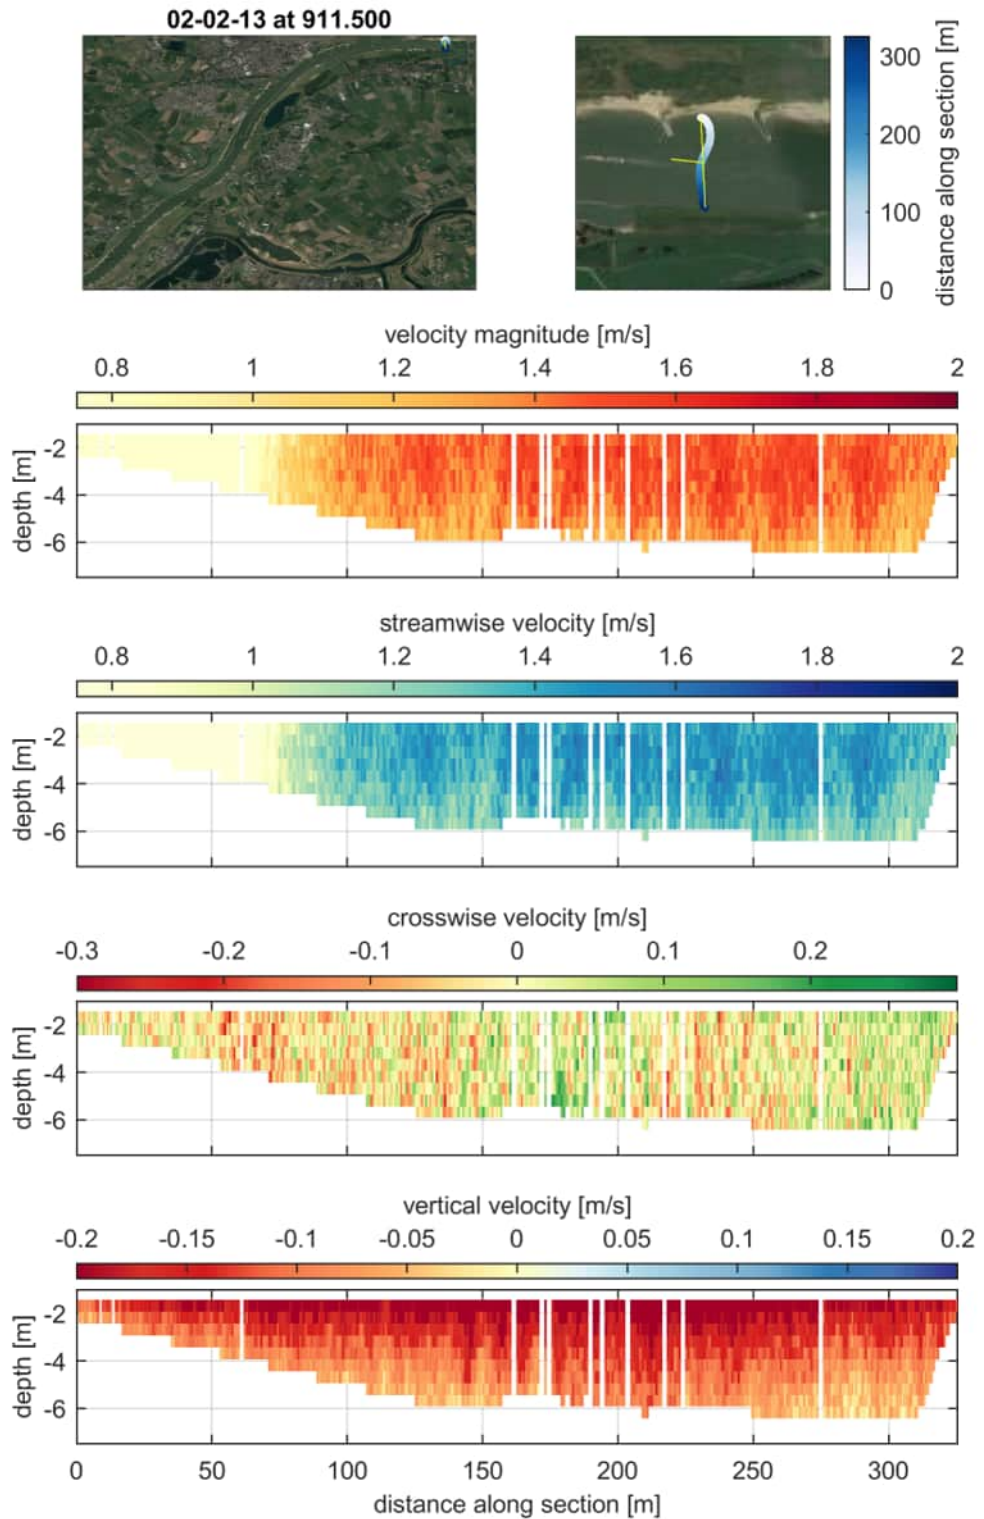 02-02-13 at 911.500
300
200
100
0
distance along section [m]
velocity magnitude [m/s]
0.8 1 1.2 1.4 1.6 1.8 2
-2
-4
-6
depth [m]
streamwise velocity [m/s]
0.8 1 1.2 1.4 1.6 1.8 2
-2
-4
-6
depth [m]
crosswise velocity [m/s]
-0.3 -0.2 -0.1 0 0.1 0.2
-2
-4
-6
depth [m]
vertical velocity [m/s]
-0.2 -0.15 -0.1 -0.05 0 0.05 0.1 0.15 0.2
-2
-4
-6
depth [m]
0 50 100 150 200 250 300
distance along section [m]